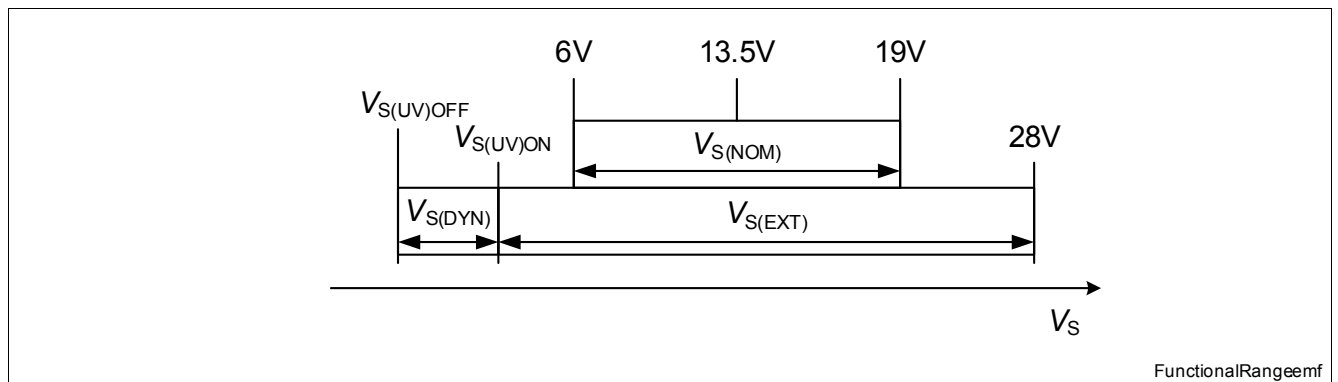 6V 13.5V 19V
VS(UV)OFF
VS(UV)ON VS(NOM) 28V
VS(DYN) VS(EXT)
VS
FunctionalRangeemf